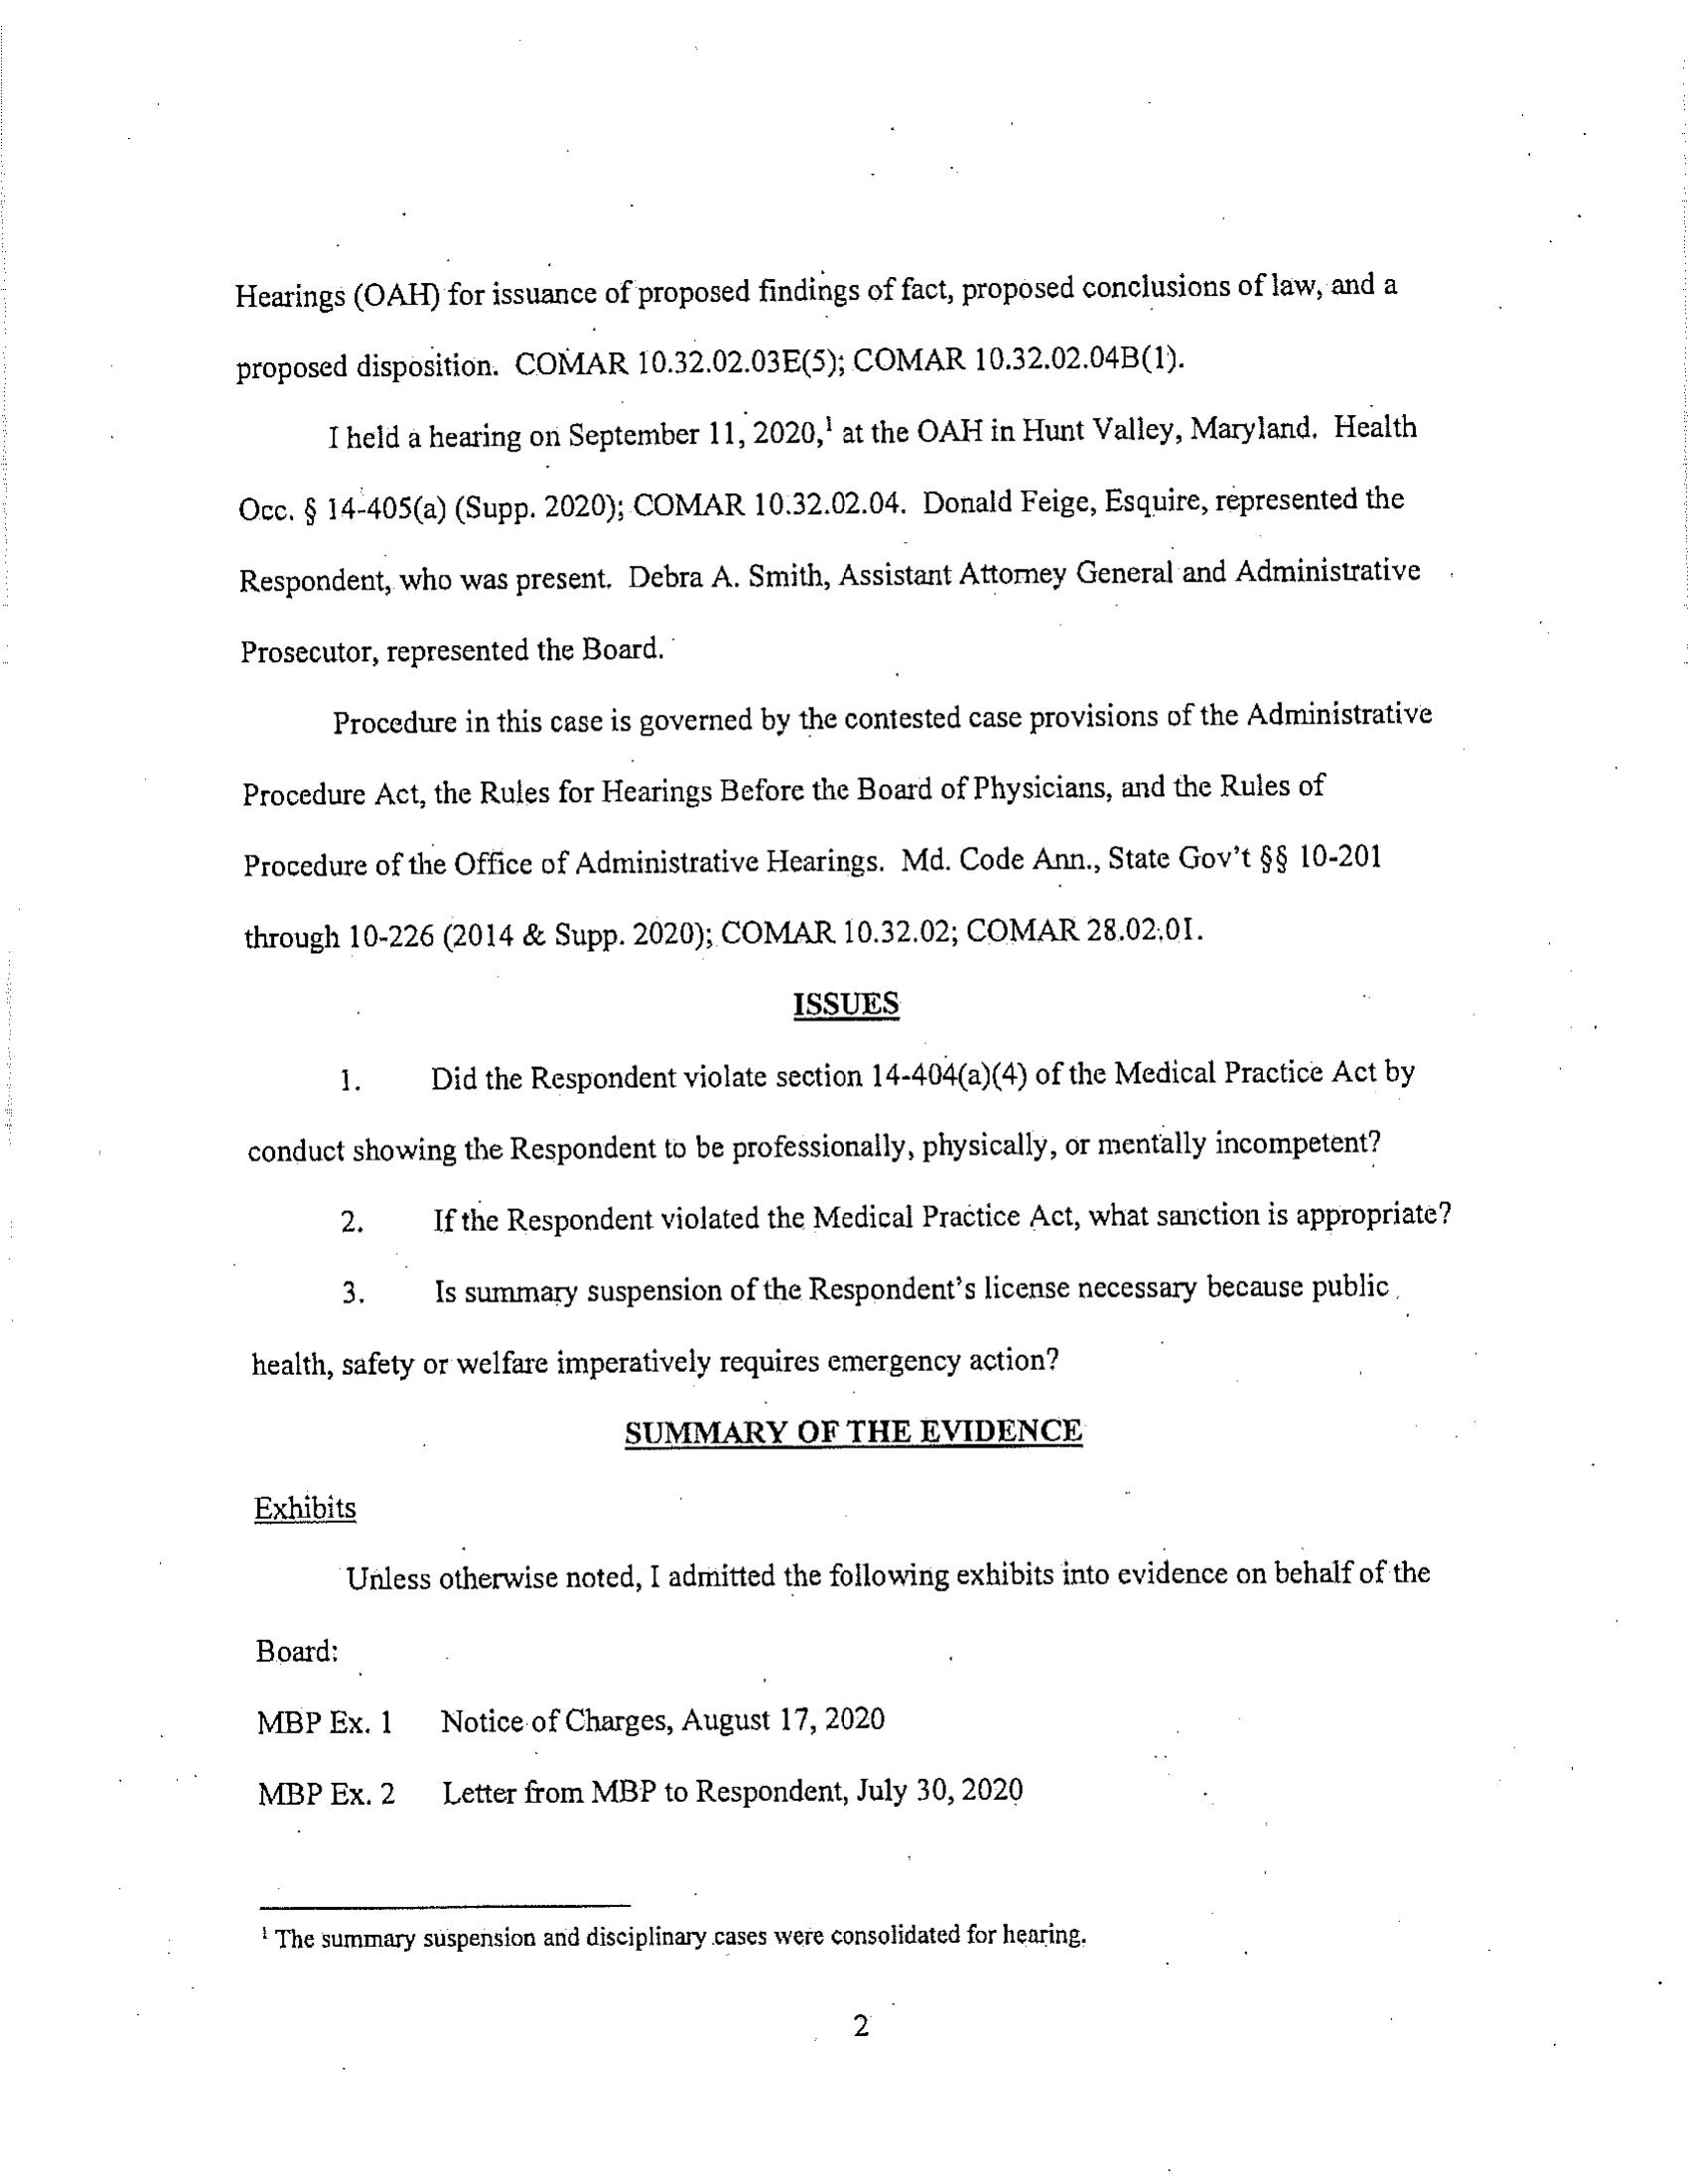 Hearings (OAH) for issuance of proposed findings of fact, proposed conclusions of law, and a
proposed disposition. COMAR 10.32.02.03E(5); COMAR 10.32.02.04B(1).
I held a hearing on September 11, 2020,¹ at the OAH in Hunt Valley, Maryland. Health
Occ. § 14-405(a) (Supp. 2020); COMAR 10.32.02.04. Donald Feige, Esquire, represented the
Respondent, who was present. Debra A. Smith, Assistant Attorney General and Administrative
Prosecutor, represented the Board.
Procedure in this case is governed by the contested case provisions of the Administrative
Procedure Act, the Rules for Hearings Before the Board of Physicians, and the Rules of
Procedure of the Office of Administrative Hearings. Md. Code Ann., State Gov't §§ 10-201
through 10-226 (2014 & Supp. 2020); COMAR 10.32.02; COMAR 28.02.01.
ISSUES
1. Did the Respondent violate section 14-404(a)(4) of the Medical Practice Act by
conduct showing the Respondent to be professionally, physically, or mentally incompetent?
2. If the Respondent violated the Medical Practice Act, what sanction is appropriate?
3. Is summary suspension of the Respondent's license necessary because public
health, safety or welfare imperatively requires emergency action?
SUMMARY OF THE EVIDENCE
Exhibits
Unless otherwise noted, I admitted the following exhibits into evidence on behalf of the
Board:
MBP Ex. 1 Notice of Charges, August 17, 2020
MBP Ex. 2 Letter from MBP to Respondent, July 30, 2020
¹ The summary suspension and disciplinary cases were consolidated for hearing.
2